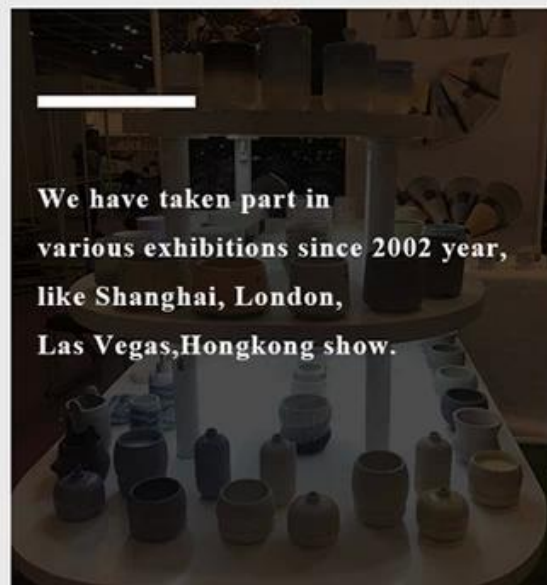 We have taken part in
various exhibitions since 2002 year,
like Shanghai, London,
Las Vegas,Hongkong show.